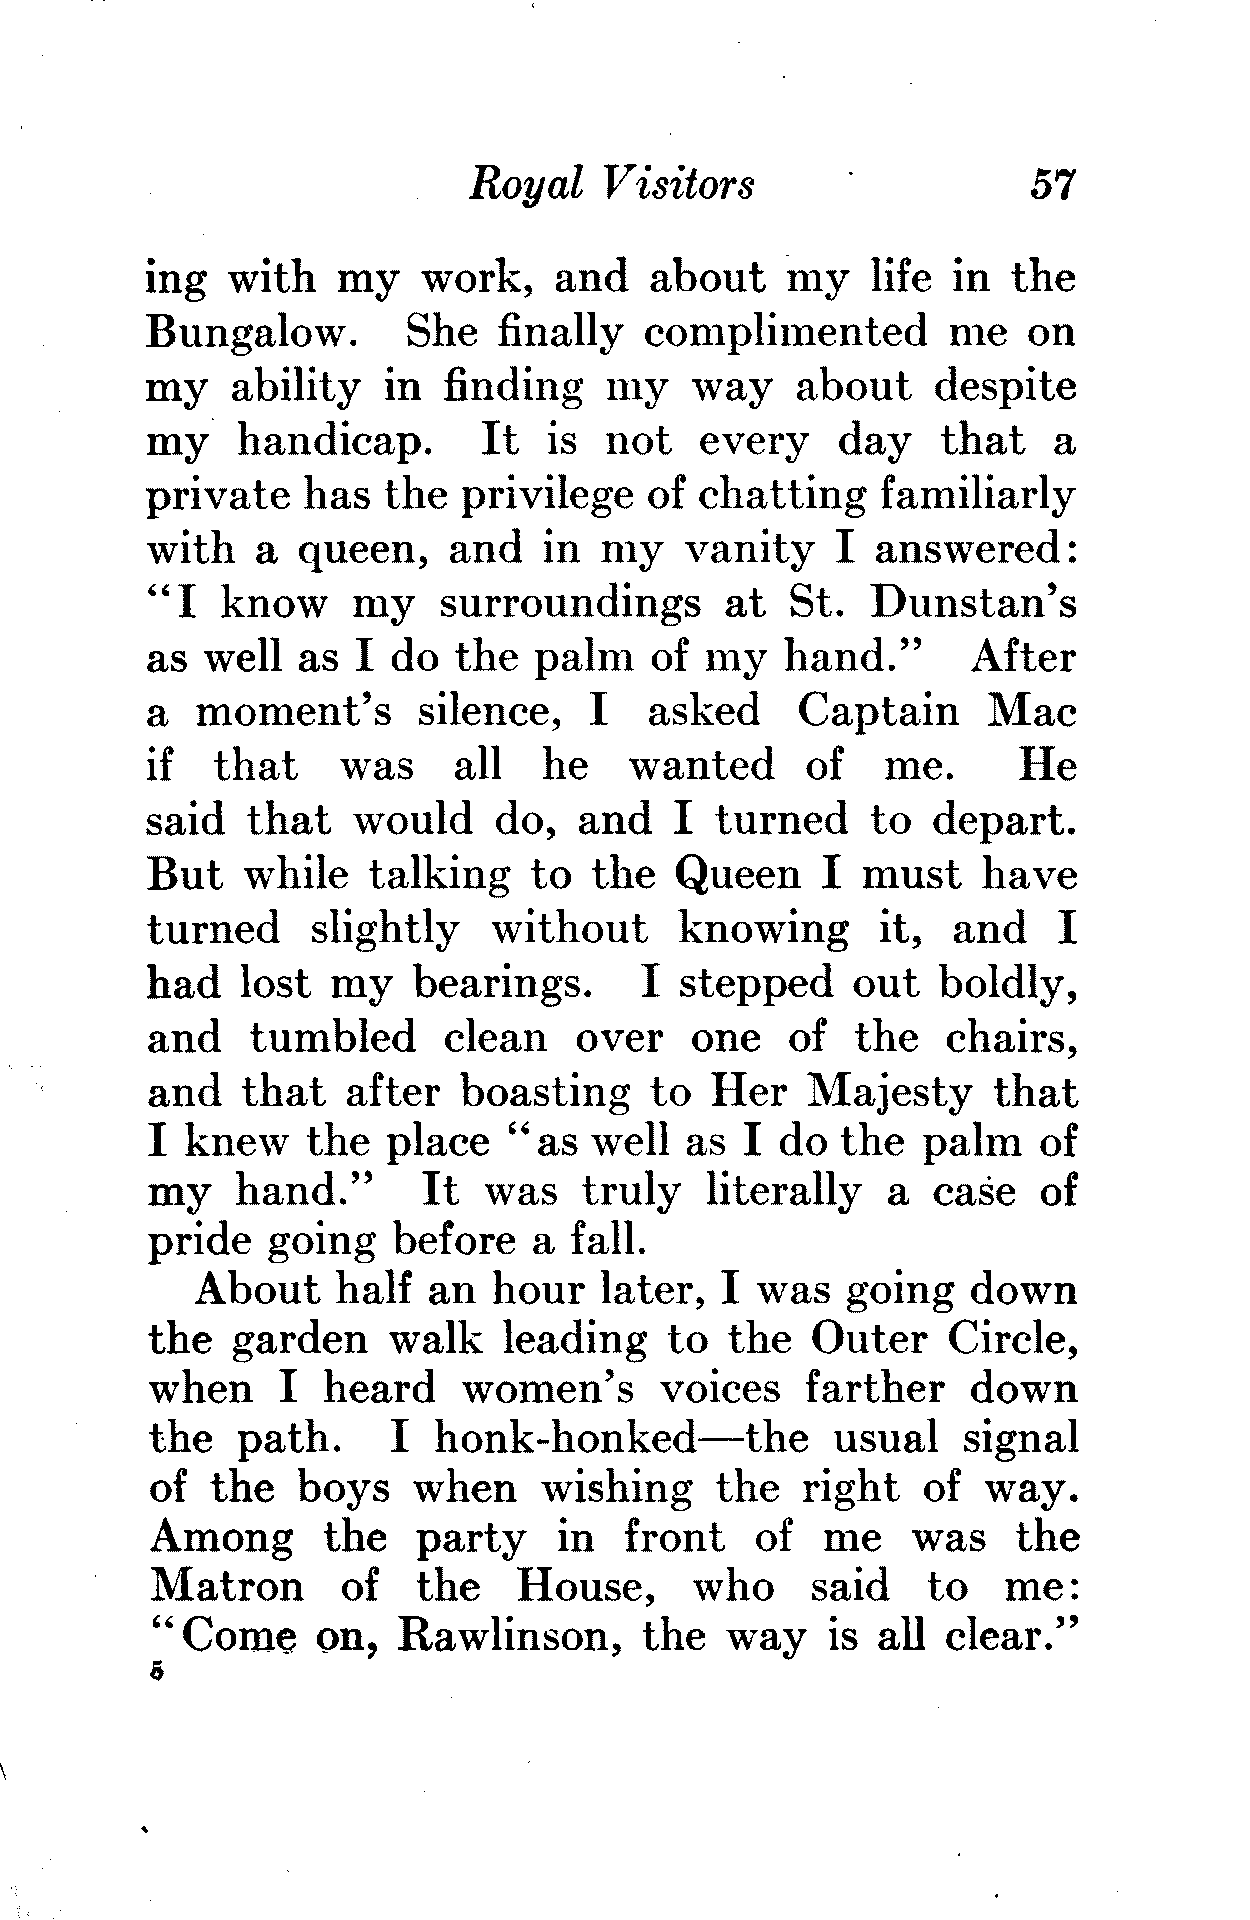 Royal Visitors 57
ing with my work, and about my life in the
Bungalow. She finally complimented me on
my ability in finding my way about despite
my handicap. It is not every day that a
private has the privilege of chatting familiarly
with a queen, and in my vanity I answered:
“I know my surroundings at St. Dunstan’s
as well as I do the palm of my hand.” After
a moment’s silence, I asked Captain Mac
if that was all he wanted of me. He
said that would do, and I turned to depart.
But while talking to the Queen I must have
turned slightly without knowing it, and I
had lost my bearings. I stepped out boldly,
and tumbled clean over one of the chairs,
and that after boasting to Her Majesty that
I knew the place “as well as I do the palm of
my hand.” It was truly literally a case of
pride going before a fall.
About half an hour later, I was going down
the garden walk leading to the Outer Circle,
when I heard women’s voices farther down
the path. I honk-honked—the usual signal
of the boys when wishing the right of way.
Among the party in front of me was the
Matron of the House, who said to me:
“Come on, Rawlinson, the way is all clear.”
5